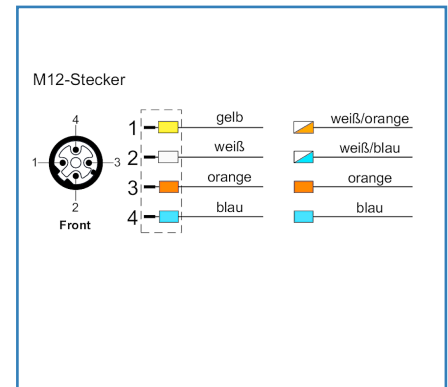 M12-Stecker
4
1
3
2
Front
1 gelb weiß/orange
2 weiß weiß/blau
3 orange orange
4 blau blau